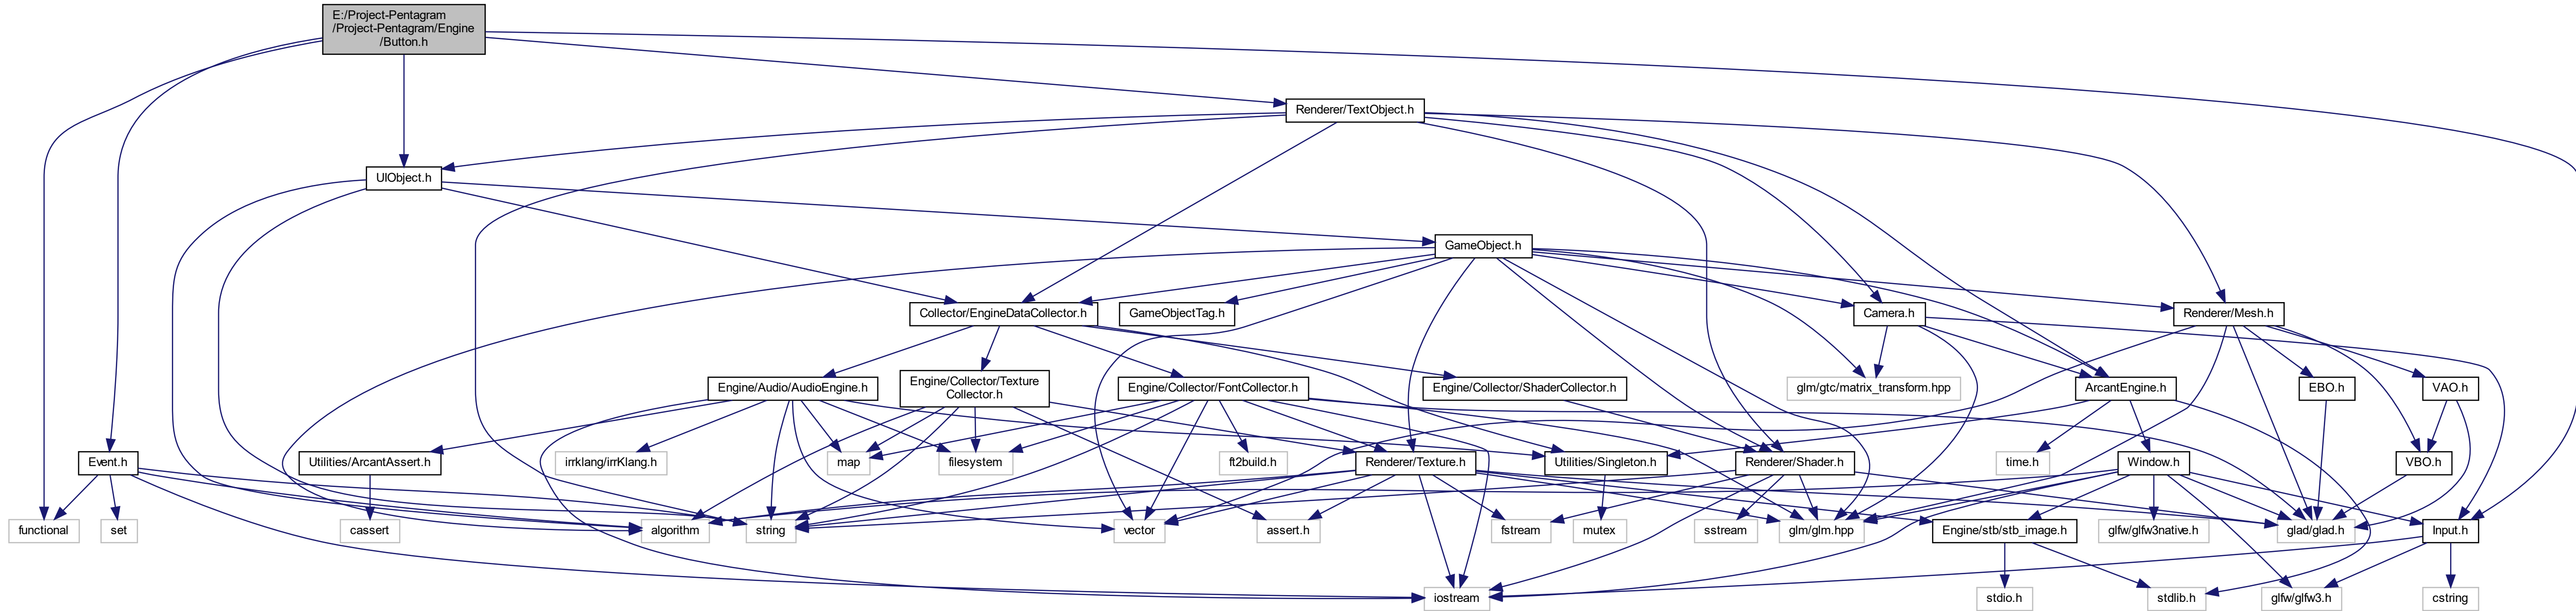 E:/Project-Pentagram
/Project-Pentagram/Engine
/Button.h
Renderer/TextObject.h
UIObject.h
GameObject.h
Collector/EngineDataCollector.h
GameObjectTag.h
Camera.h
Renderer/Mesh.h
Engine/Audio/AudioEngine.h
Engine/Collector/Texture
Collector.h
Engine/Collector/FontCollector.h
Engine/Collector/ShaderCollector.h
glm/gtc/matrix_transform.hpp
ArcantEngine.h
EBO.h
VAO.h
Event.h
Utilities/ArcantAssert.h
irrklang/irrKlang.h
map
filesystem
ft2build.h
Renderer/Texture.h
Utilities/Singleton.h
Renderer/Shader.h
time.h
Window.h
VBO.h
functional
set
cassert
algorithm
string
vector
assert.h
fstream
mutex
sstream
glm/glm.hpp
Engine/stb/stb_image.h
glfw/glfw3native.h
glad/glad.h
Input.h
iostream
stdio.h
stdlib.h
glfw/glfw3.h
cstring